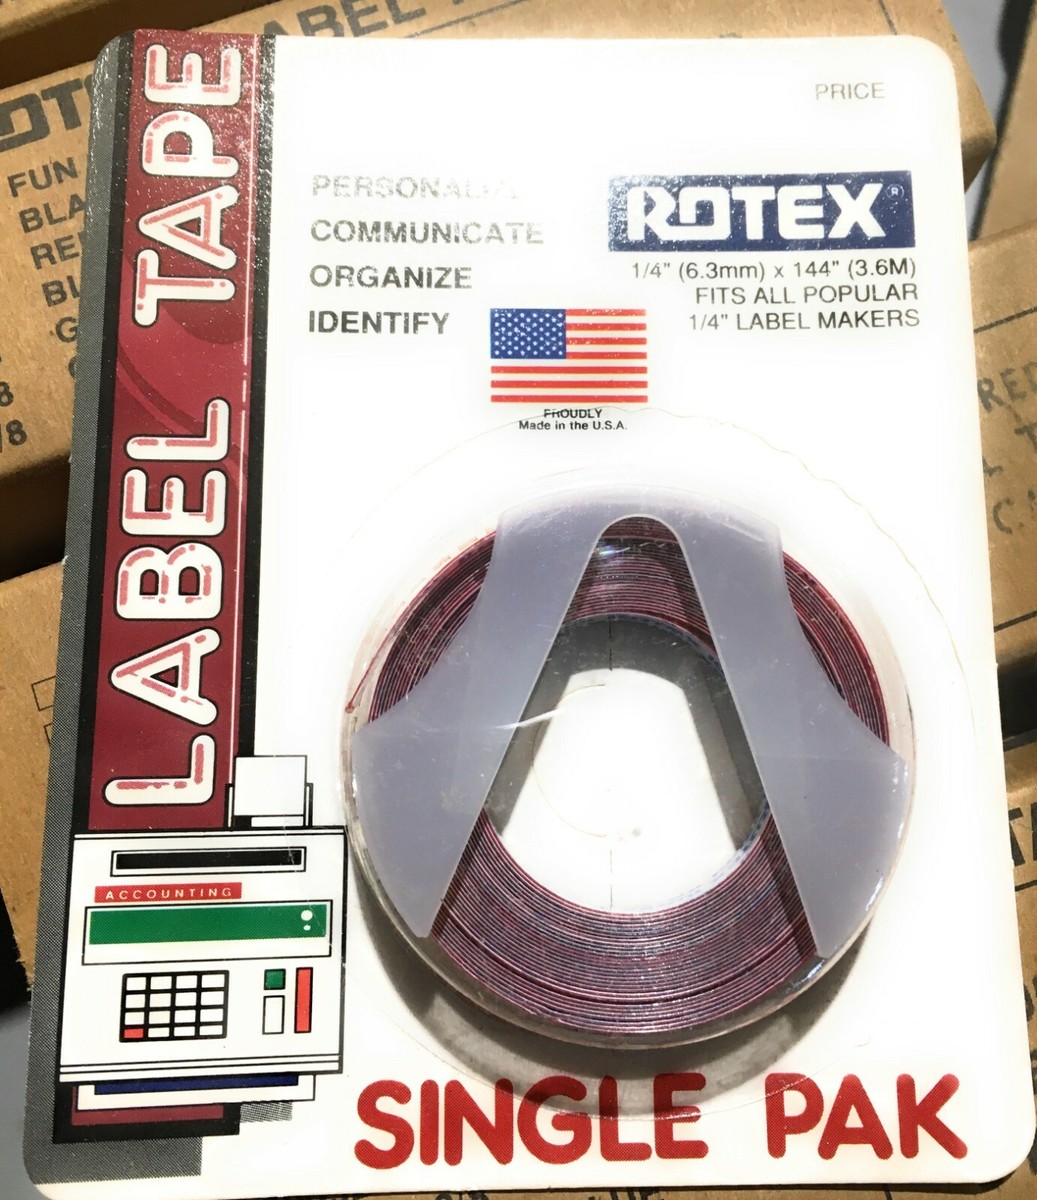 LABEL TAPE
PRICE
PERSONALIZE
COMMUNICATE
ORGANIZE
IDENTIFY
ROTEX®
1/4" (6.3mm) x 144" (3.6M)
FITS ALL POPULAR
1/4" LABEL MAKERS
PROUDLY
Made in the U.S.A.
ACCOUNTING
SINGLE PAK
LABEL
FUN